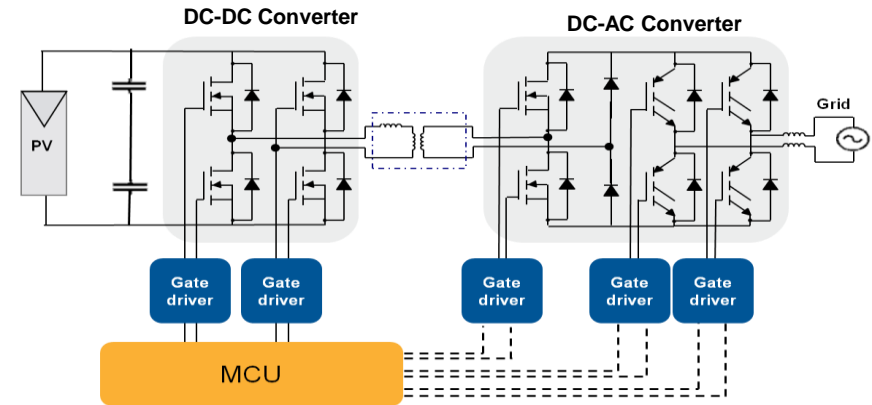 DC-DC Converter
DC-AC Converter
PV
Grid
Gate
driver
Gate
driver
Gate
driver
Gate
driver
Gate
driver
MCU